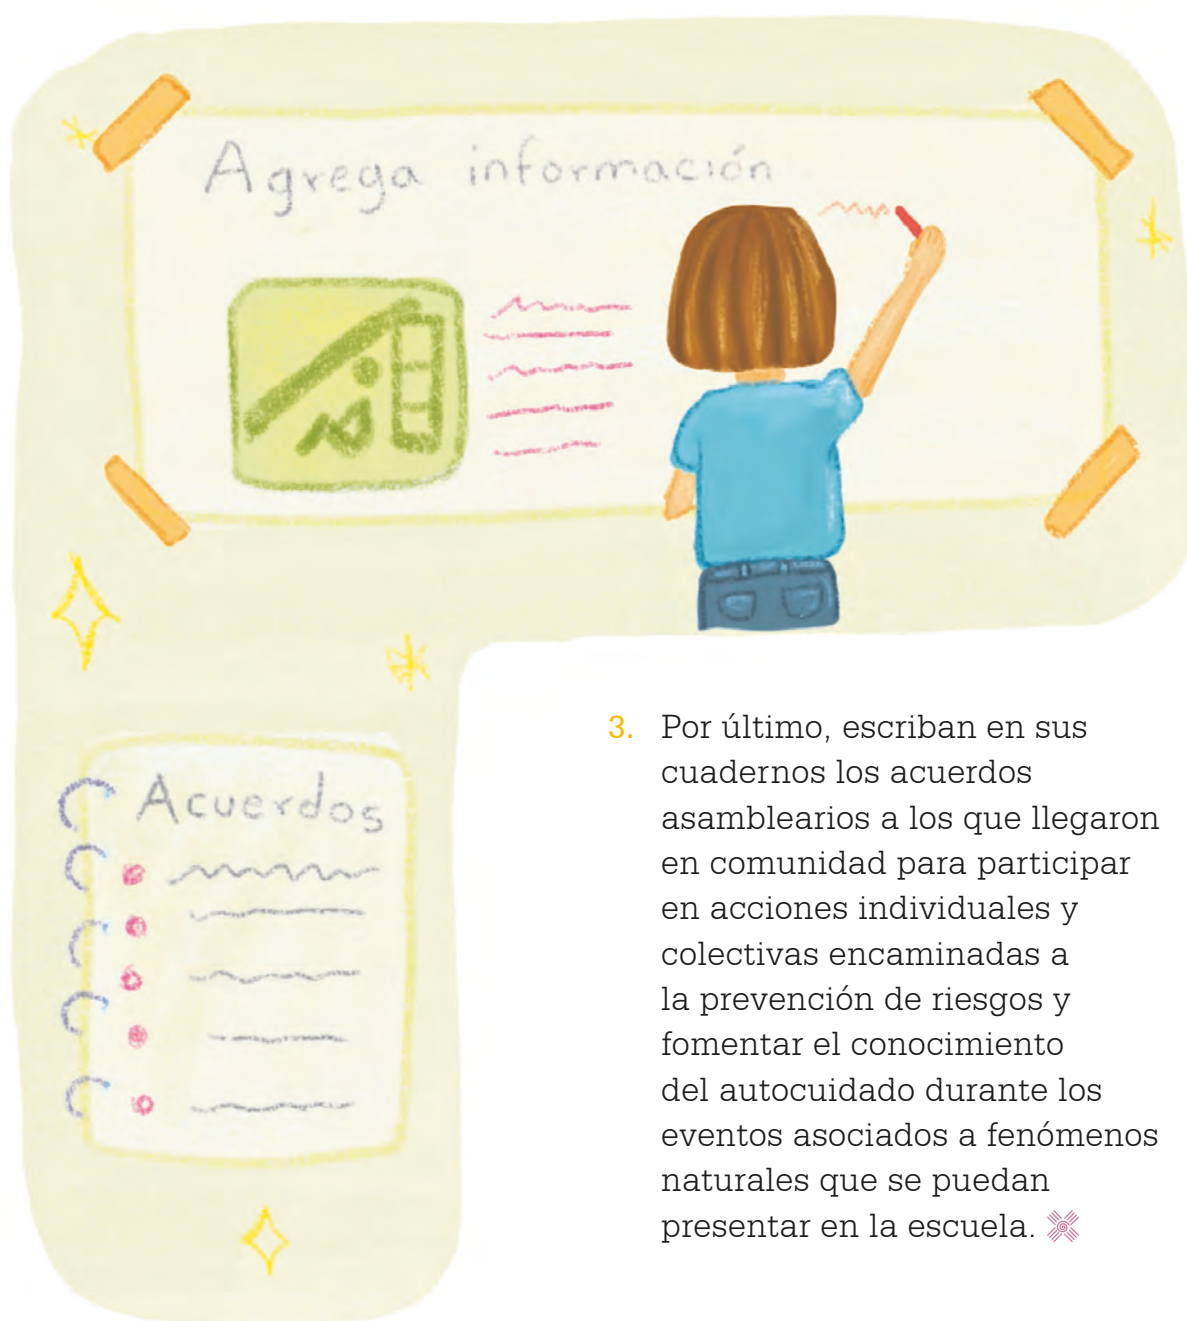 Agrega información
Acuerdos
3. Por último, escriban en sus
cuadernos los acuerdos
asamblearios a los que llegaron
en comunidad para participar
en acciones individuales y
colectivas encaminadas a
la prevención de riesgos y
fomentar el conocimiento
del autocuidado durante los
eventos asociados a fenómenos
naturales que se puedan
presentar en la escuela.